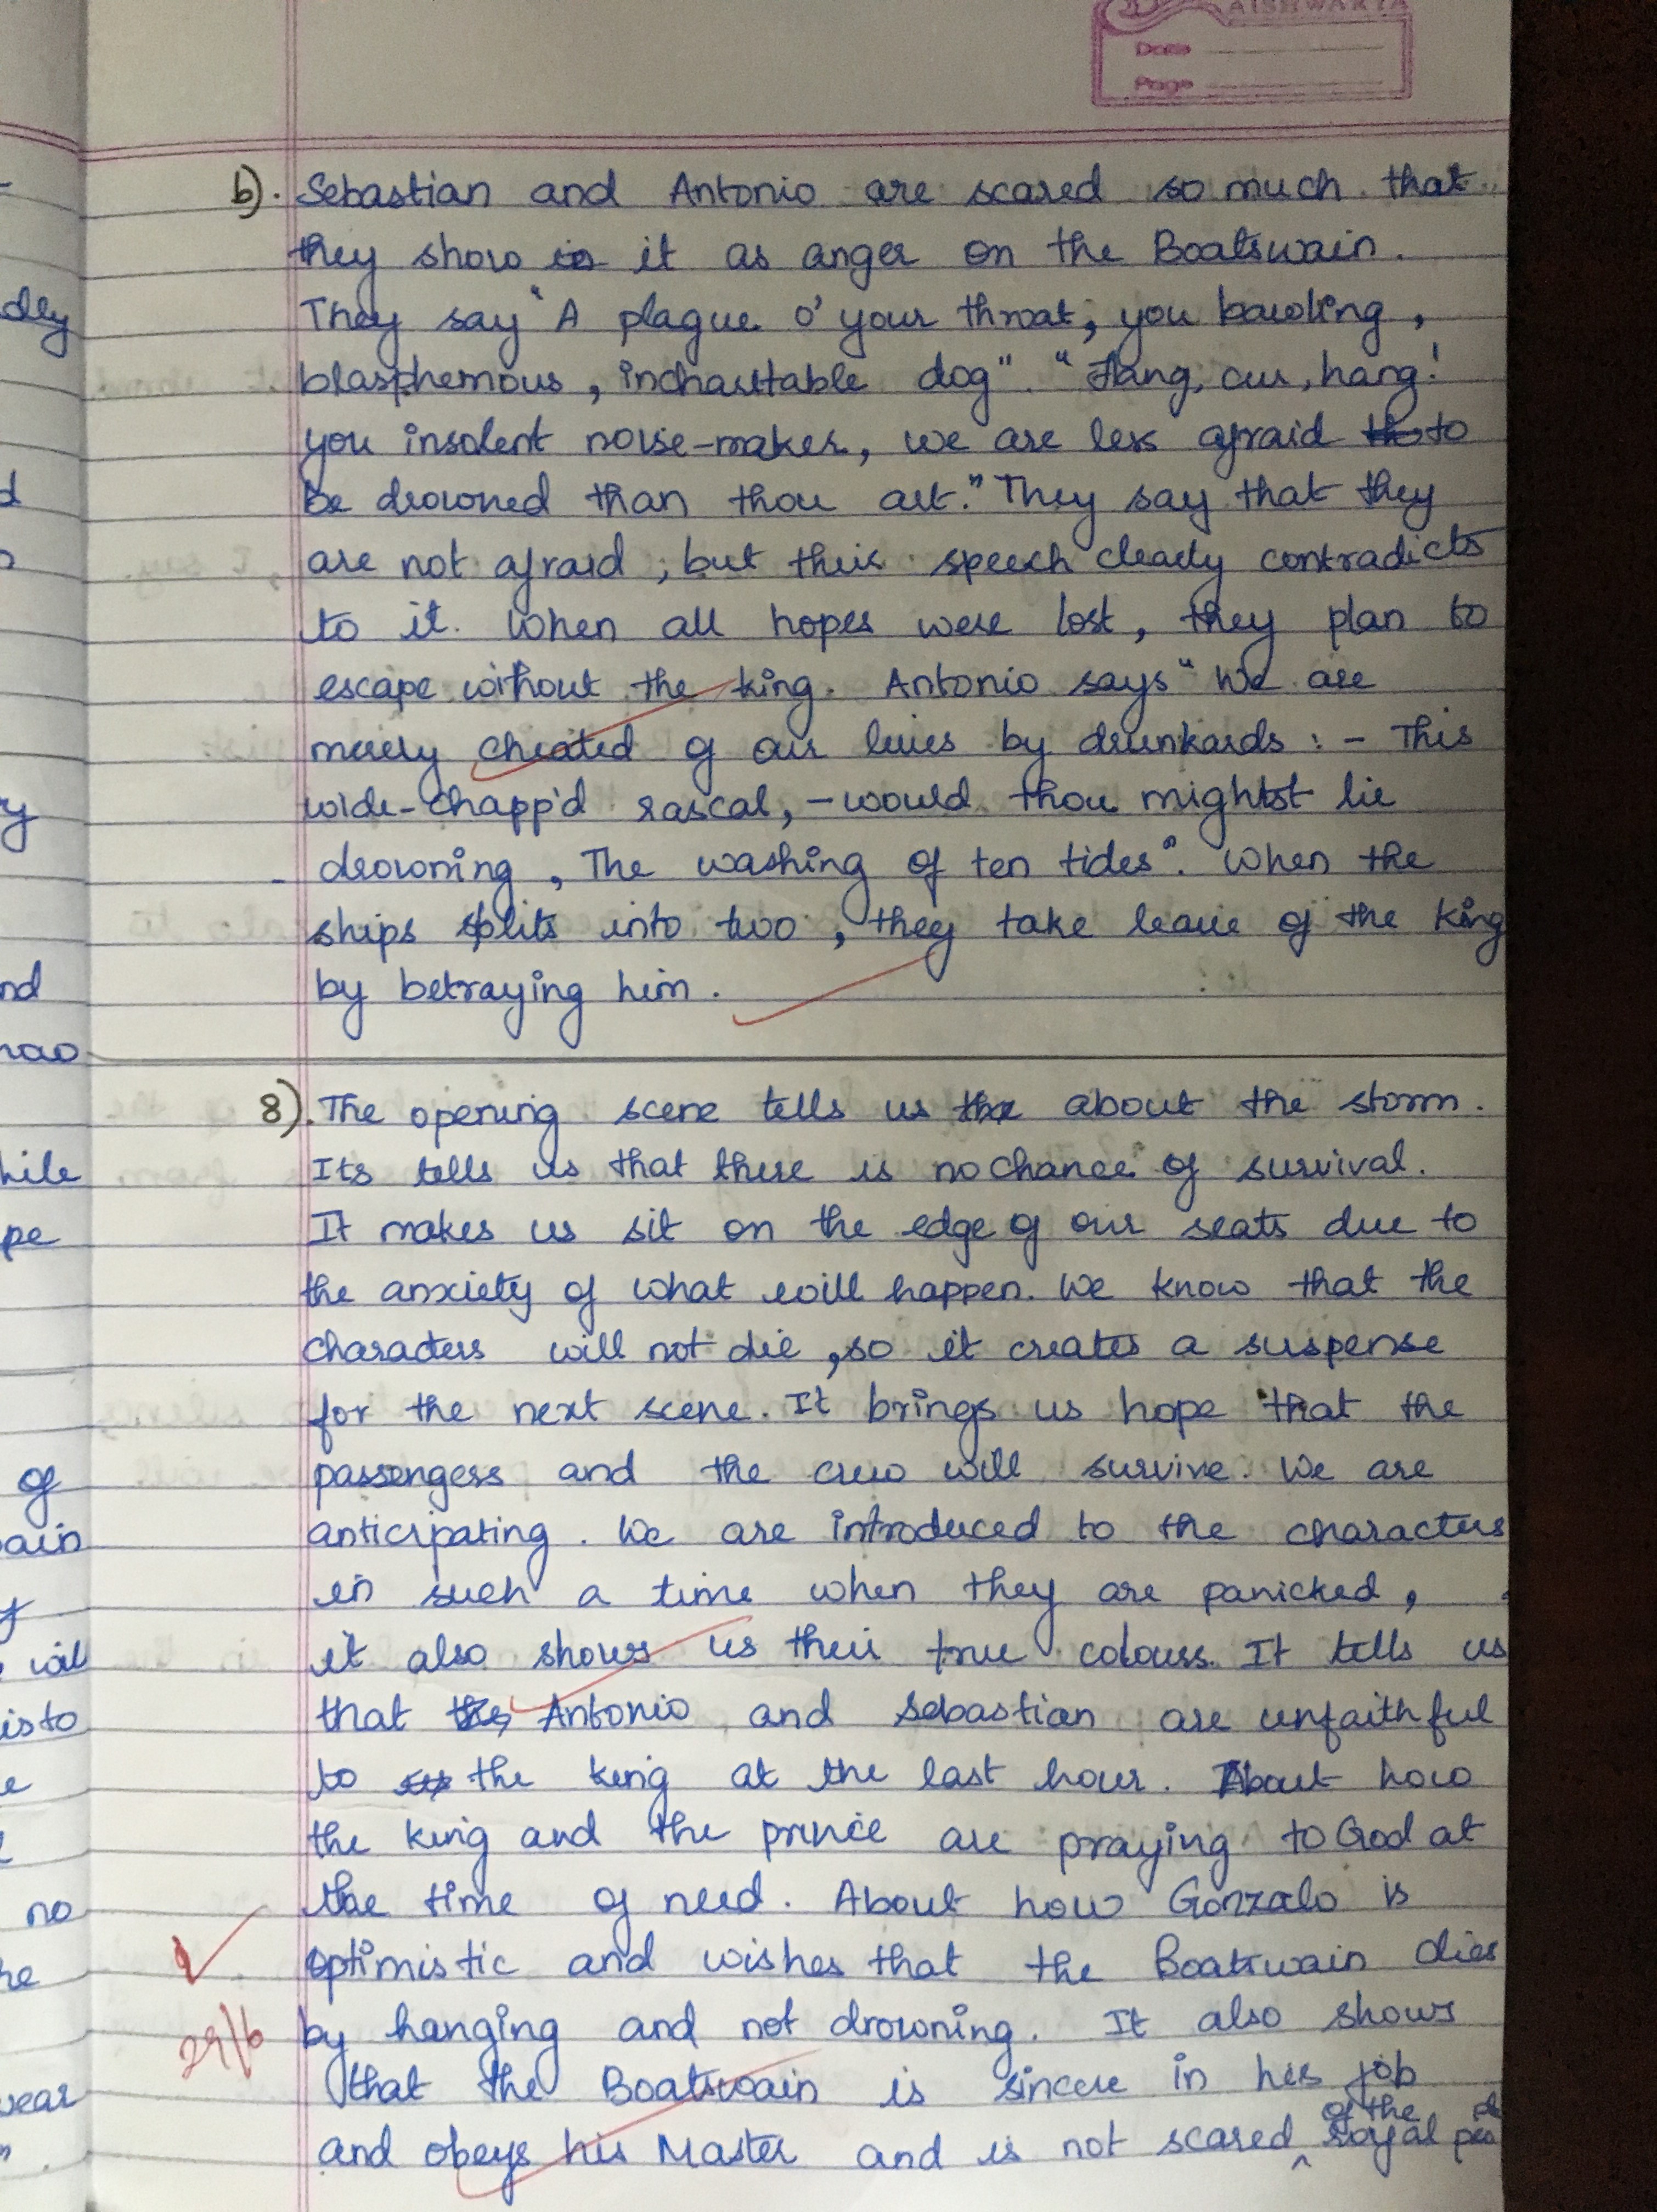 AISHWARYA
Date
Page
b). Sebastian and Antonio are scared so much that
they show it as anger on the Boatswain.
They say "A plague o' your throat, you bawling,
blasphemous, incharitable dog". "Hang, cur, hang!
you insolent noise-maker, we are less afraid to
be drowned than thou art." They say that they
are not afraid, but their speech clearly contradicts
to it. When all hopes were lost, they plan to
escape without the king. Antonio says "We are
merely cheated of our lives by drunkards : - This
wide-chapp'd rascal, - would thou mightst lie
drowning, The washing of ten tides". When the
ships splits into two, they take leave of the King
by betraying him.
8). The opening scene tells us about the storm.
Its tells us that there is no chance of survival.
It makes us sit on the edge of our seats due to
the anxiety of what will happen. We know that the
characters will not die, so it creates a suspense
for the next scene. It brings us hope that the
passengers and the crew will survive. We are
anticipating. We are introduced to the characters
in such a time when they are panicked,
it also shows us their true colours. It tells us
that Antonio and Sebastian are unfaithful
to the king at the last hour. About how
the king and the prince are praying to God at
the time of need. About how Gonzalo is
optimistic and wishes that the Boatswain dies
by hanging and not drowning. It also shows
that the Boatswain is sincere in his job
and obeys his Master and is not scared of the royal
29/6
dly
d
y
nd
hile
pe
of
ain
will
is to
no
he